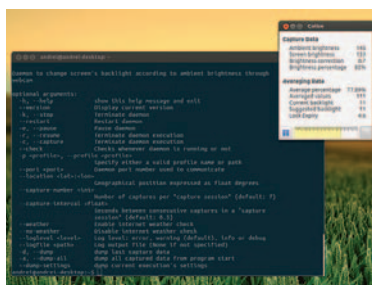 andrei@andrei-desktop: ~
Daemon to change screen's backlight according to ambient brightness through
webcam
optional arguments:
-h, --help show this help message and exit
--version Display current version
-k, --stop Terminate daemon
--restart Restart daemon
-e, --pause Pause daemon
-r, --resume Terminate daemon execution
-c, --capture Terminate daemon execution
--check Checks whenever daemon is running or not
-p <profile>, --profile <profile>
Specify either a valid profile name or path
--port <port> Daemon port number used to communicate
--location <lat>:<lon>
Geographical position expressed as float degrees
--capture-number <int>
Number of captures per "capture session" (default: 7)
--capture-interval <float>
Seconds between consecutive captures in a "capture
session" (default: 0.5)
--weather Enable internet weather check
--no-weather Disable internet weather check
--loglevel <level> Log level: error, warning (default), info or debug
--logfile <path> Log output file (None if not specified)
-d, --dump dump last capture data
-a, --dump-all dump all captured data from program start
--dump-settings dump current execution's settings
andrei@andrei-desktop:~$
Calise
Capture Data
Ambient brightness
Screen brightness
Brightness correction
Brightness percentage
Averaging Data
Average percentage 77.84%
Averaged values
Current backlight
Suggested backlight
Lock Expiry